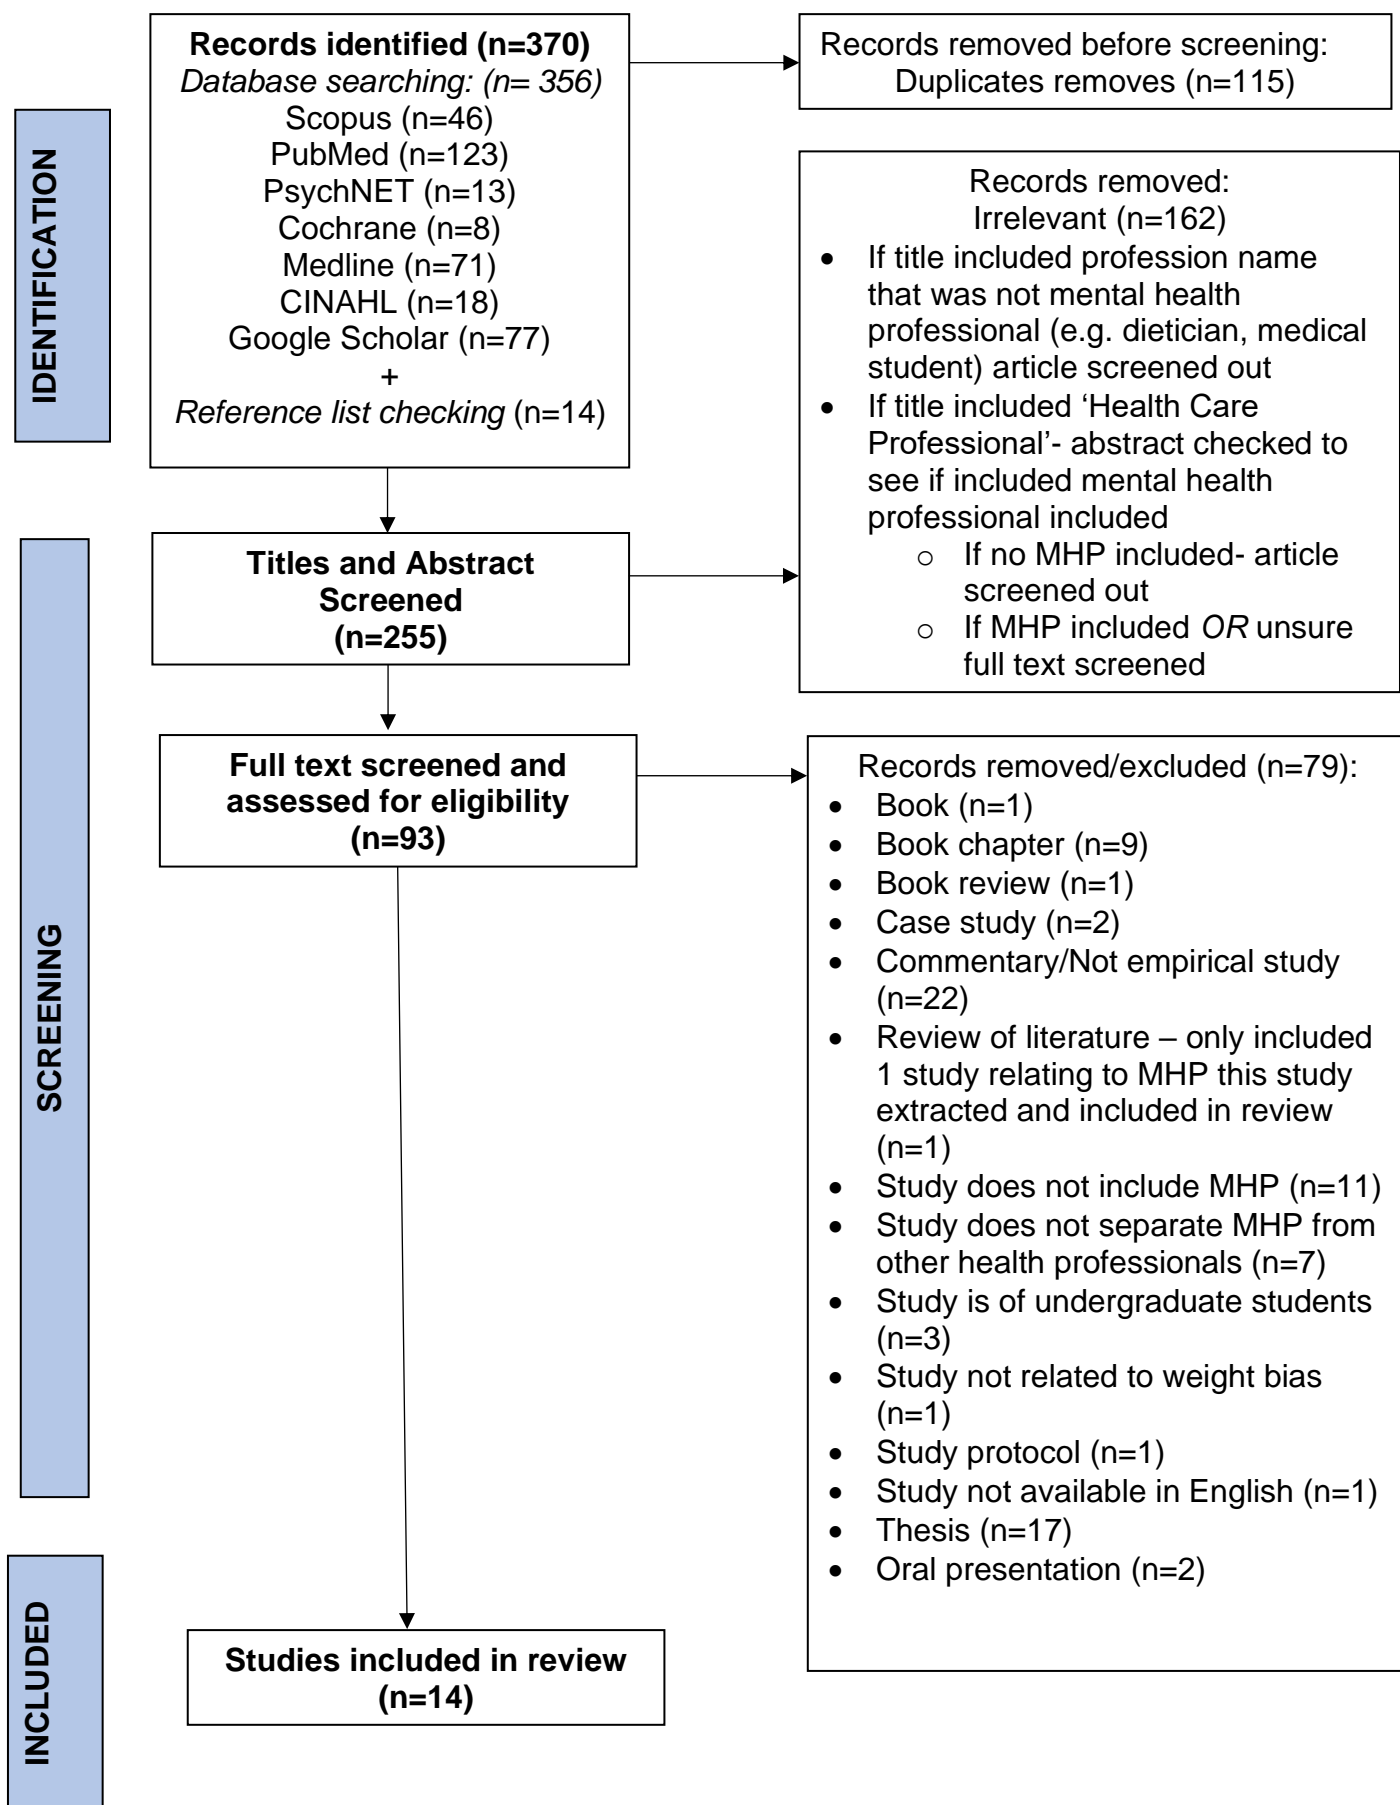 IDENTIFICATION
Records identified (n=370)
Database searching: (n= 356)
Scopus (n=46)
PubMed (n=123)
PsychNET (n=13)
Cochrane (n=8)
Medline (n=71)
CINAHL (n=18)
Google Scholar (n=77)
+
Reference list checking (n=14)
Records removed before screening:
Duplicates removes (n=115)
Records removed:
Irrelevant (n=162)
• If title included profession name
that was not mental health
professional (e.g. dietician, medical
student) article screened out
• If title included ‘Health Care
Professional’- abstract checked to
see if included mental health
professional included
o If no MHP included- article
screened out
o If MHP included OR unsure
full text screened
SCREENING
Titles and Abstract
Screened
(n=255)
Full text screened and
assessed for eligibility
(n=93)
Records removed/excluded (n=79):
• Book (n=1)
• Book chapter (n=9)
• Book review (n=1)
• Case study (n=2)
• Commentary/Not empirical study
(n=22)
• Review of literature – only included
1 study relating to MHP this study
extracted and included in review
(n=1)
• Study does not include MHP (n=11)
• Study does not separate MHP from
other health professionals (n=7)
• Study is of undergraduate students
(n=3)
• Study not related to weight bias
(n=1)
• Study protocol (n=1)
• Study not available in English (n=1)
• Thesis (n=17)
• Oral presentation (n=2)
INCLUDED
Studies included in review
(n=14)